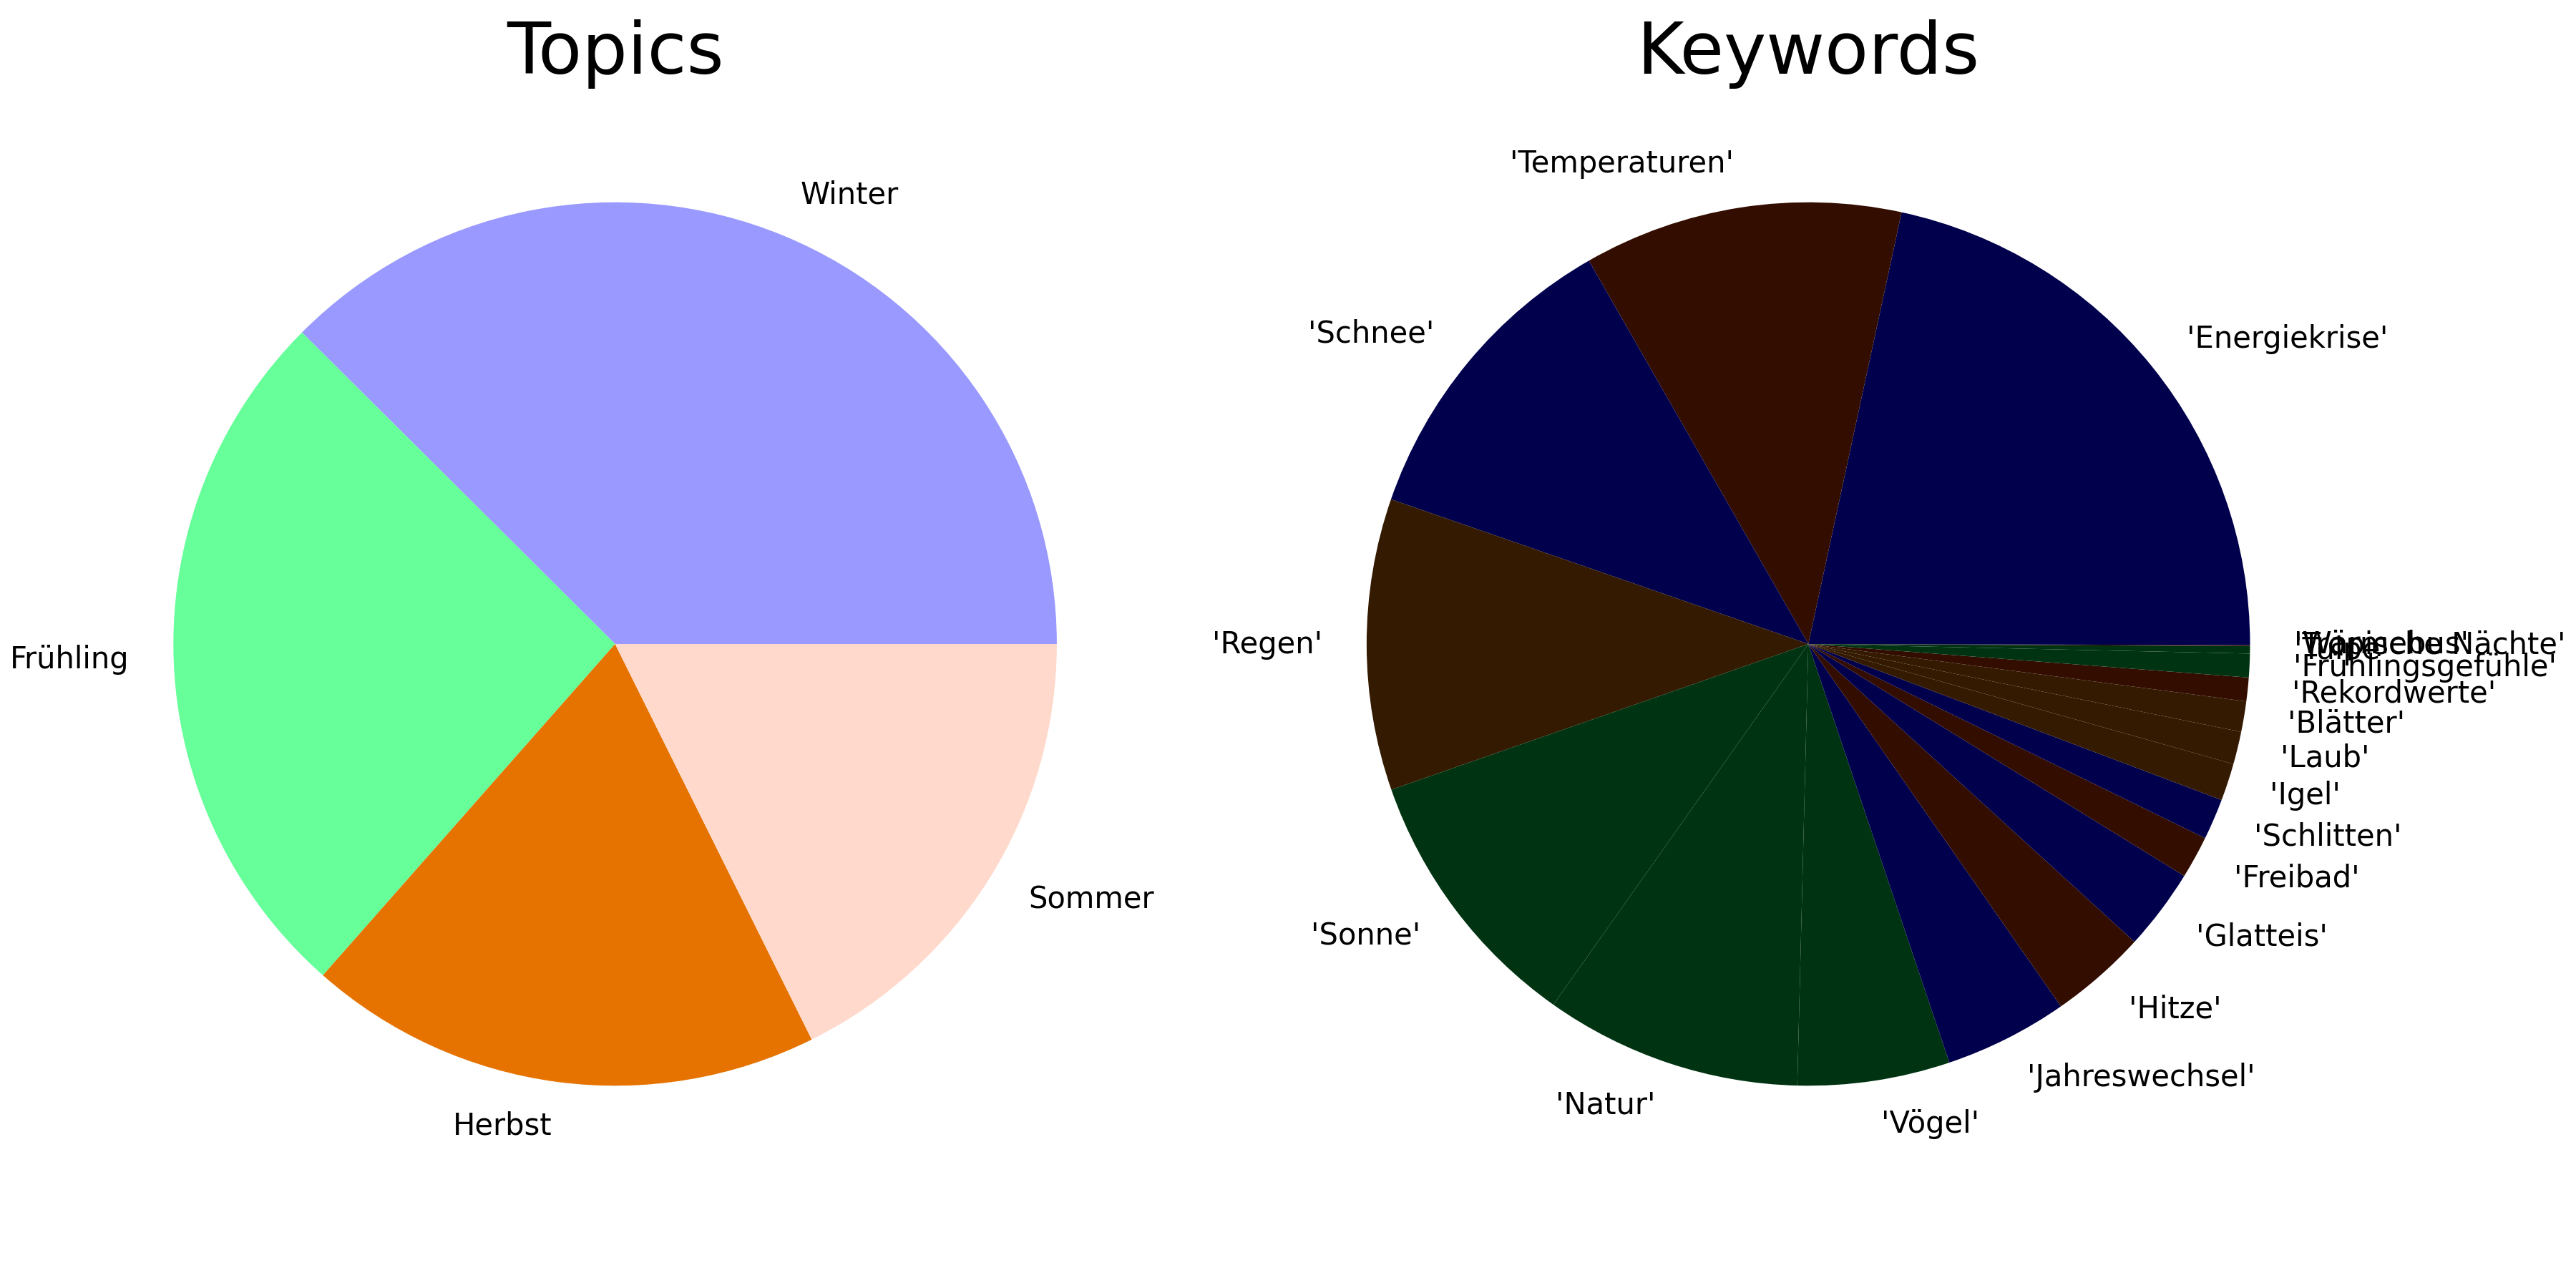 Topics
Winter
Frühling
Herbst
Sommer
Keywords
'Energiekrise'
'Temperaturen'
'Schnee'
'Regen'
'Sonne'
'Natur'
'Vögel'
'Jahreswechsel'
'Hitze'
'Glatteis'
'Freibad'
'Schlitten'
'Igel'
'Laub'
'Blätter'
'Rekordwerte'
'Frühlingsgefühle'
Nächte'